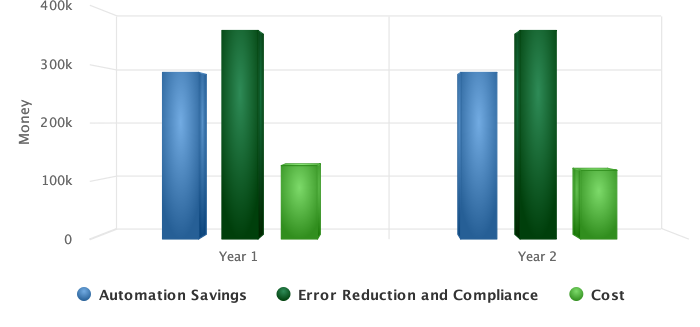 400k
300k
200k
100k
0
Money
Year 1
Year 2
Automation Savings
Error Reduction and Compliance
Cost